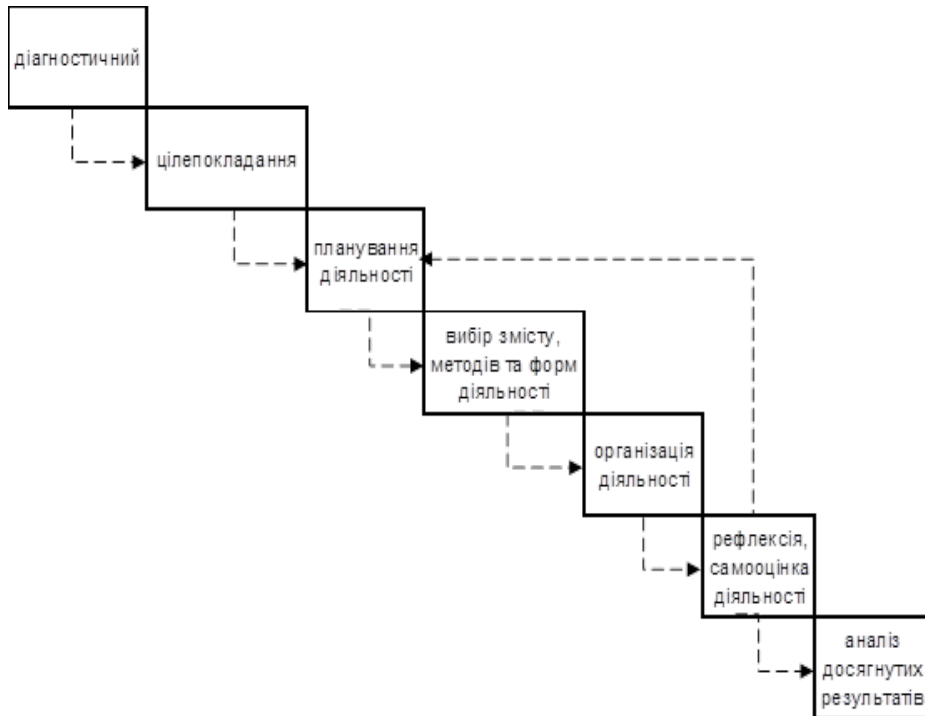 діагностичний
цілепокладання
планування
діяльності
вибір змісту,
методів та форм
діяльності
організація
діяльності
рефлексія,
самооцінка
діяльності
аналіз
досягнутих
результатів